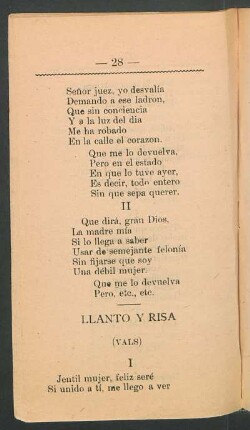 — 28 —
Señor juez, yo desvalía
Demando a ese ladron,
Que sin conciencia
Y a la luz del dia
Me ha robado
En la calle el corazon.
Que me lo devuelva,
Pero en el estado
En que lo tuve ayer,
Es decir, todo entero
Sin que sepa querer.
II
Que dirá, gran Dios,
La madre mia
Si lo llega a saber
Usar de semejante felonía
Sin fijarse que soy
Una débil mujer.
Que me lo devuelva
Pero, etc., etc.
LLANTO Y RISA
(VALS)
I
Jentil mujer, feliz seré
Si unido a tí, me llego a ver